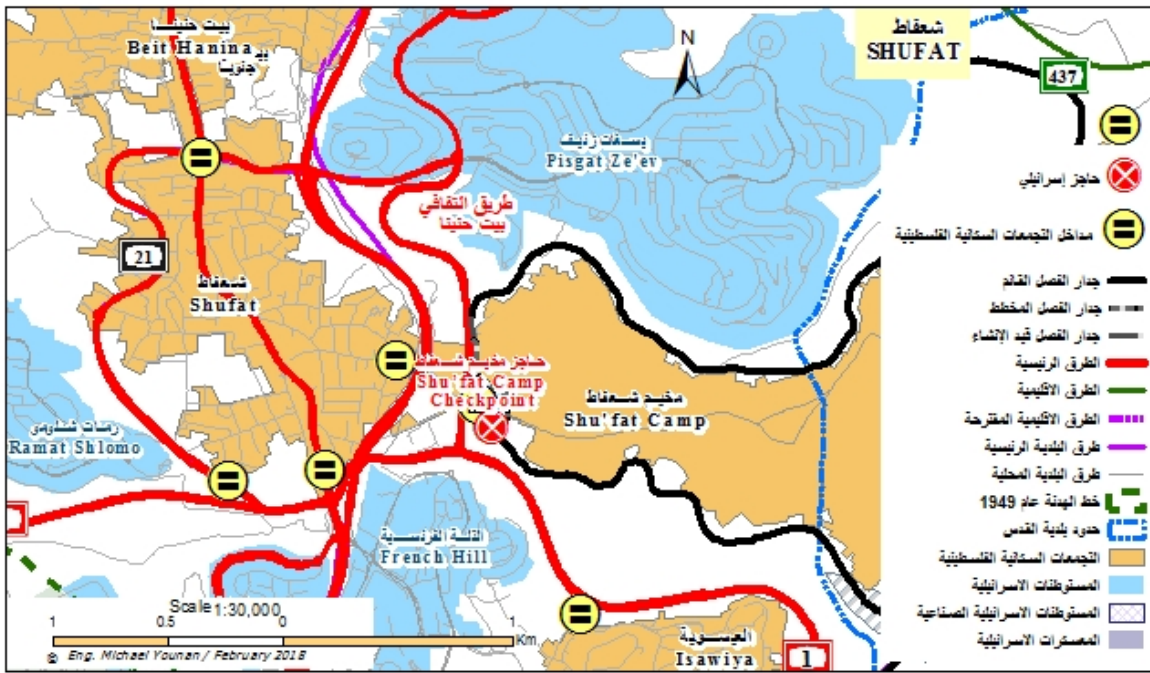 بيت حنينا
Beit Hanina
شعفاط
SHUFAT
437
N
بسغات زئيف
Pisgat Ze'ev
حاجز إسرائيلي
طريق التفافي
بيت حنينا
مداخل التجمعات السكانية الفلسطينية
21
شعفاط
Shufat
جدار الفصل القائم
جدار الفصل المخطط
جدار الفصل قيد الإنشاء
حاجز مخيم شعفاط
Shu'fat Camp
Checkpoint
مخيم شعفاط
Shu'fat Camp
الطرق الرئيسية
الطرق الاقليمية
الطرق الاقليمية المقترحة
طرق البلدية الرئيسية
طرق البلدية المحلية
رمات شلومو
Ramat Shlomo
خط الهدنة عام 1949
حدود بلدية القدس
التلة الفرنسية
French Hill
التجمعات السكانية الفلسطينية
المستوطنات الاسرائيلية
المستوطنات الاسرائيلية الصناعية
المعسكرات الاسرائيلية
Scale 1:30,000
1 0.5 0 1
Km
© Eng. Michael Younan / February 2018
العيسوية
Isawiya
1